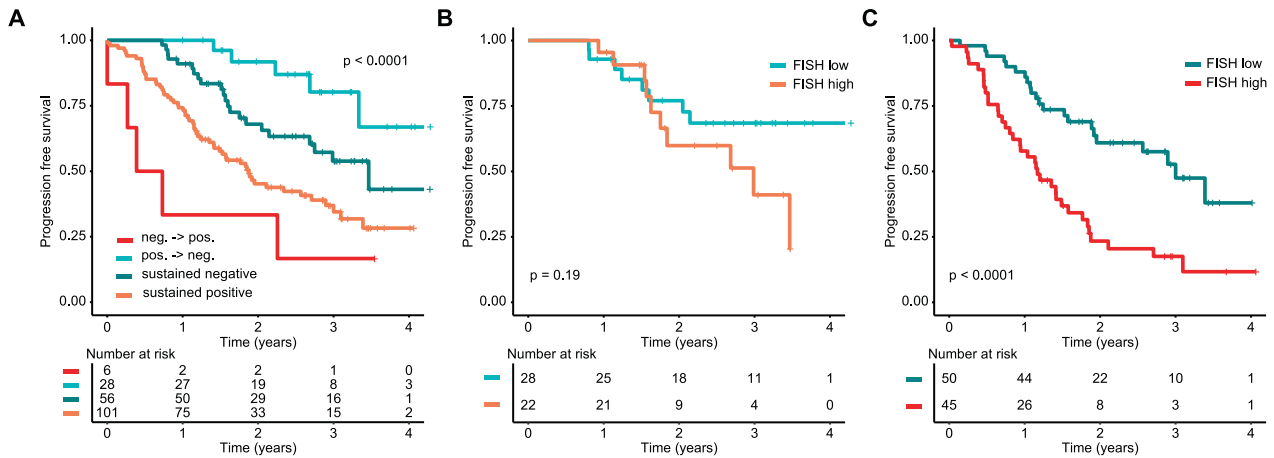 A
Progression free survival
1.00
0.75
0.50
0.25
0.00
p < 0.0001
neg. -> pos.
pos. -> neg.
sustained negative
sustained positive
0 1 2 3 4
Time (years)
Number at risk
6 2 2 1 0
28 27 19 8 3
56 50 29 16 1
101 75 33 15 2
0 1 2 3 4
Time (years)
B
Progression free survival
1.00
0.75
0.50
0.25
0.00
FISH low
FISH high
p = 0.19
0 1 2 3 4
Time (years)
Number at risk
28 25 18 11 1
22 21 9 4 0
0 1 2 3 4
Time (years)
C
Progression free survival
1.00
0.75
0.50
0.25
0.00
FISH low
FISH high
p < 0.0001
0 1 2 3 4
Time (years)
Number at risk
50 44 22 10 1
45 26 8 3 1
0 1 2 3 4
Time (years)